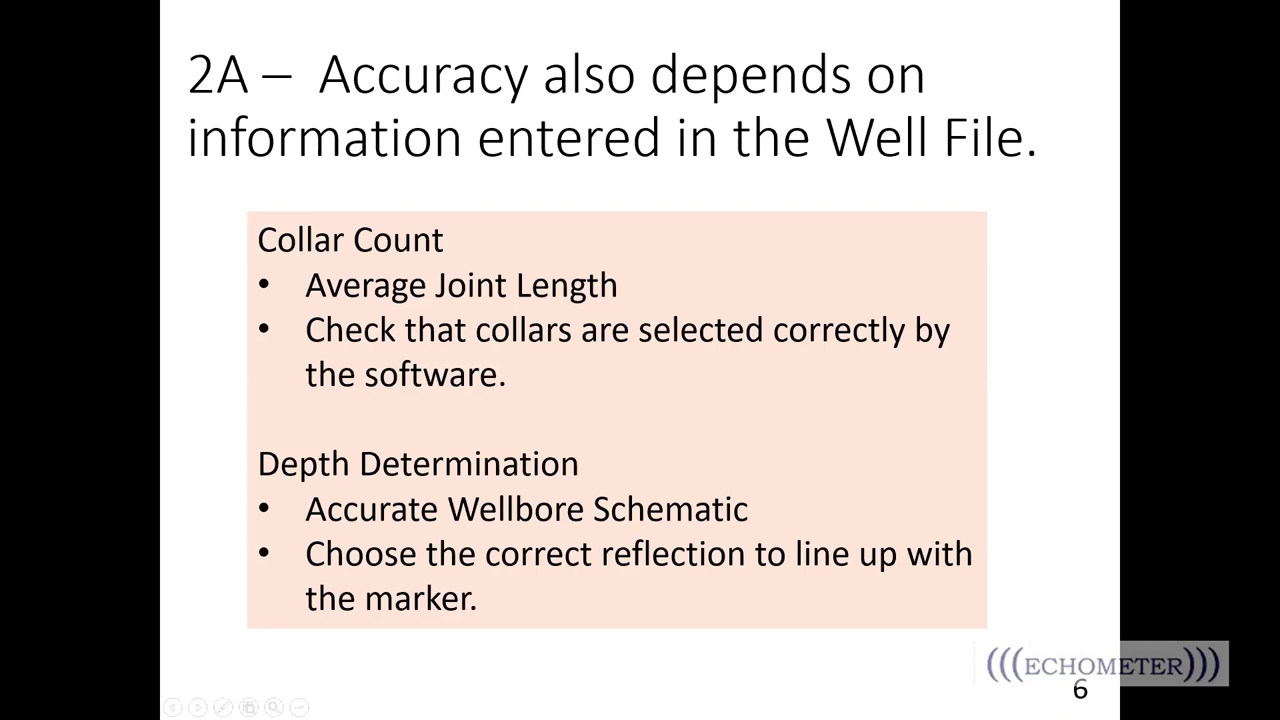 2A – Accuracy also depends on
information entered in the Well File.
Collar Count
• Average Joint Length
• Check that collars are selected correctly by
the software.
Depth Determination
• Accurate Wellbore Schematic
• Choose the correct reflection to line up with
the marker.
(((ECHOMETER)))
6